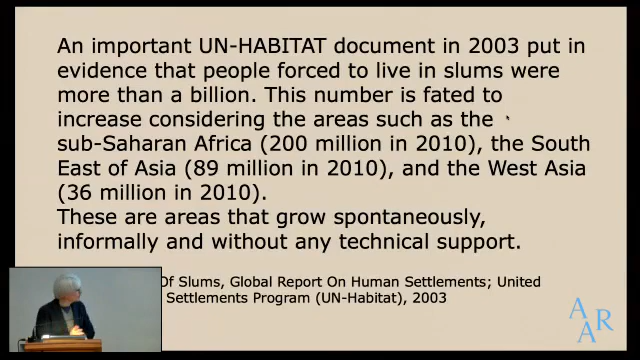 An important UN-HABITAT document in 2003 put in
evidence that people forced to live in slums were
more than a billion. This number is fated to
increase considering the areas such as the
sub-Saharan Africa (200 million in 2010), the South
East of Asia (89 million in 2010), and the West Asia
(36 million in 2010).
These are areas that grow spontaneously,
informally and without any technical support.
Of Slums, Global Report On Human Settlements; United
Settlements Program (UN-Habitat), 2003
AAR